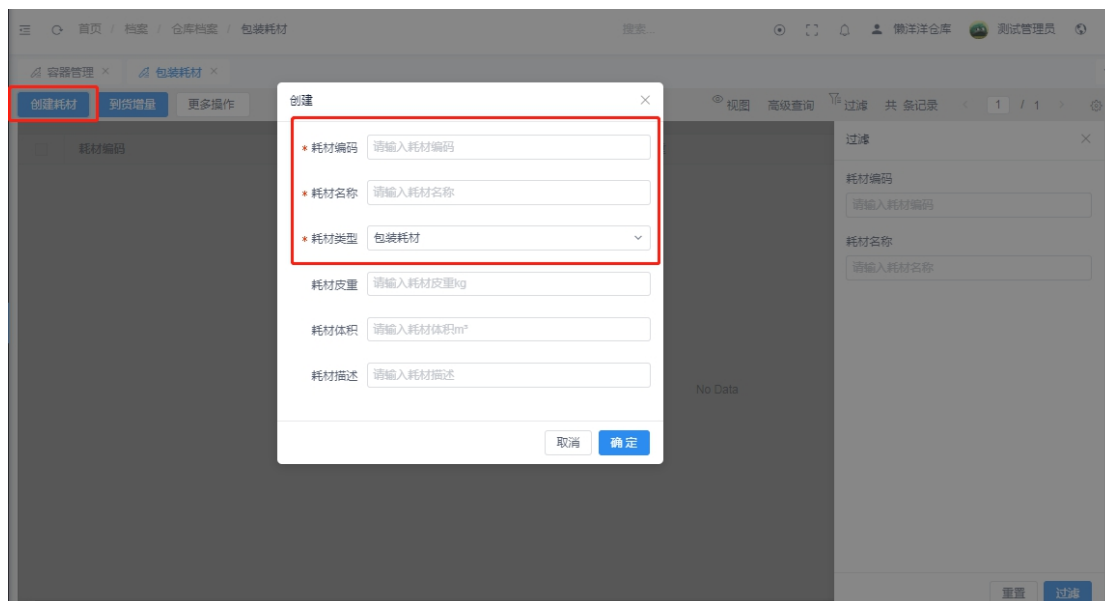 首页 / 档案 / 仓库档案 / 包装耗材 搜索... 懒洋洋仓库 测试管理员
容器管理 × 包装耗材 ×
创建耗材 到货增量 更多操作 视图 高级查询 过滤 共 条记录 < 1 / 1 >
耗材编码
创建
* 耗材编码 请输入耗材编码
* 耗材名称 请输入耗材名称
* 耗材类型 包装耗材
耗材皮重 请输入耗材皮重kg
耗材体积 请输入耗材体积m³
耗材描述 请输入耗材描述
取消 确定
No Data
过滤
耗材编码
请输入耗材编码
耗材名称
请输入耗材名称
重置 过滤